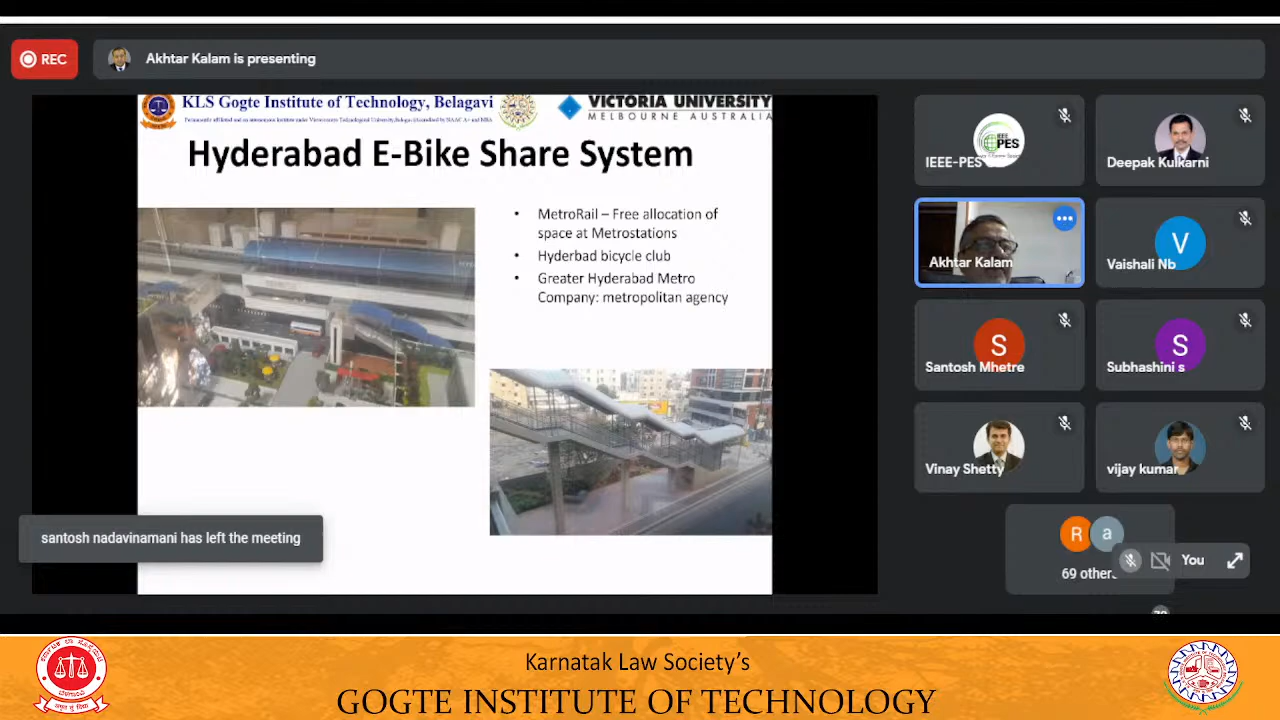 REC
Akhtar Kalam is presenting
KLS Gogte Institute of Technology, Belagavi
VICTORIA UNIVERSITY
MELBOURNE AUSTRALIA
Hyderabad E-Bike Share System
• MetroRail – Free allocation of
space at Metrostations
• Hyderbad bicycle club
• Greater Hyderabad Metro
Company: metropolitan agency
santosh nadavinamani has left the meeting
IEEE
PES
IEEE-PES
Deepak Kulkarni
Akhtar Kalam
V
Vaishali Nb
S
Santosh Mhetre
S
Subhashini s
Vinay Shetty
vijay kumar
R
a
69 others
You
Karnatak Law Society's
GOGTE INSTITUTE OF TECHNOLOGY